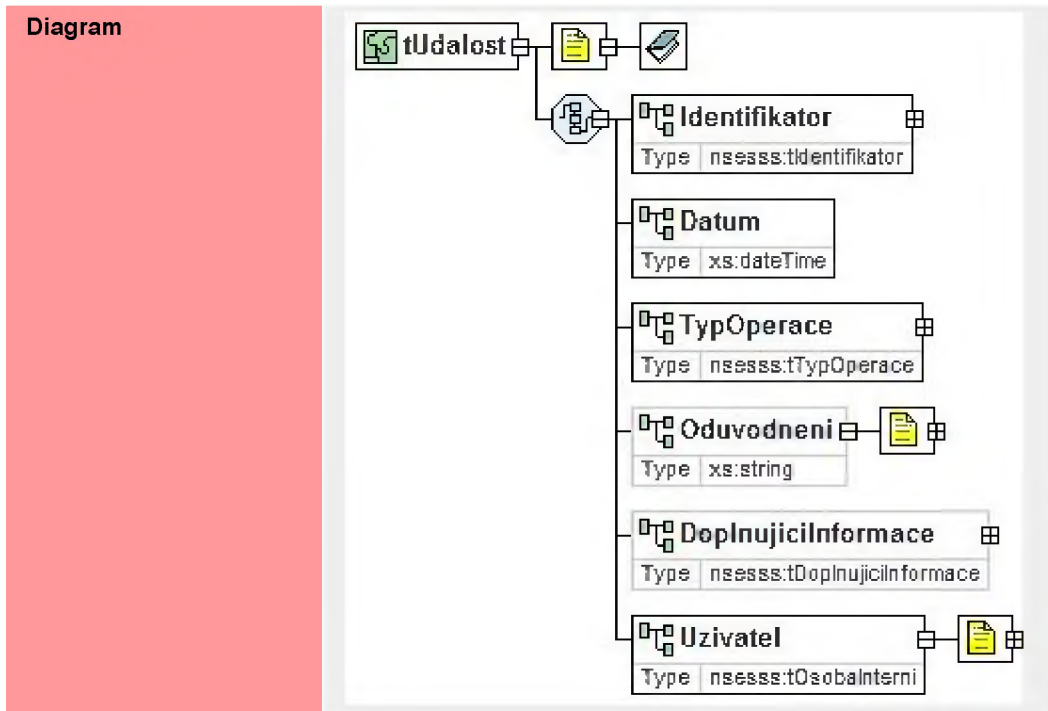 Diagram
tUdalost
Identifikator
Type nsesss:tIdentifikator
Datum
Type xs:dateTime
TypOperace
Type nsesss:tTypOperace
Oduvodneni
Type xs:string
DoplnujiciInformace
Type nsesss:tDoplnujiciInformace
Uzivatel
Type nsesss:tOsobaInterni